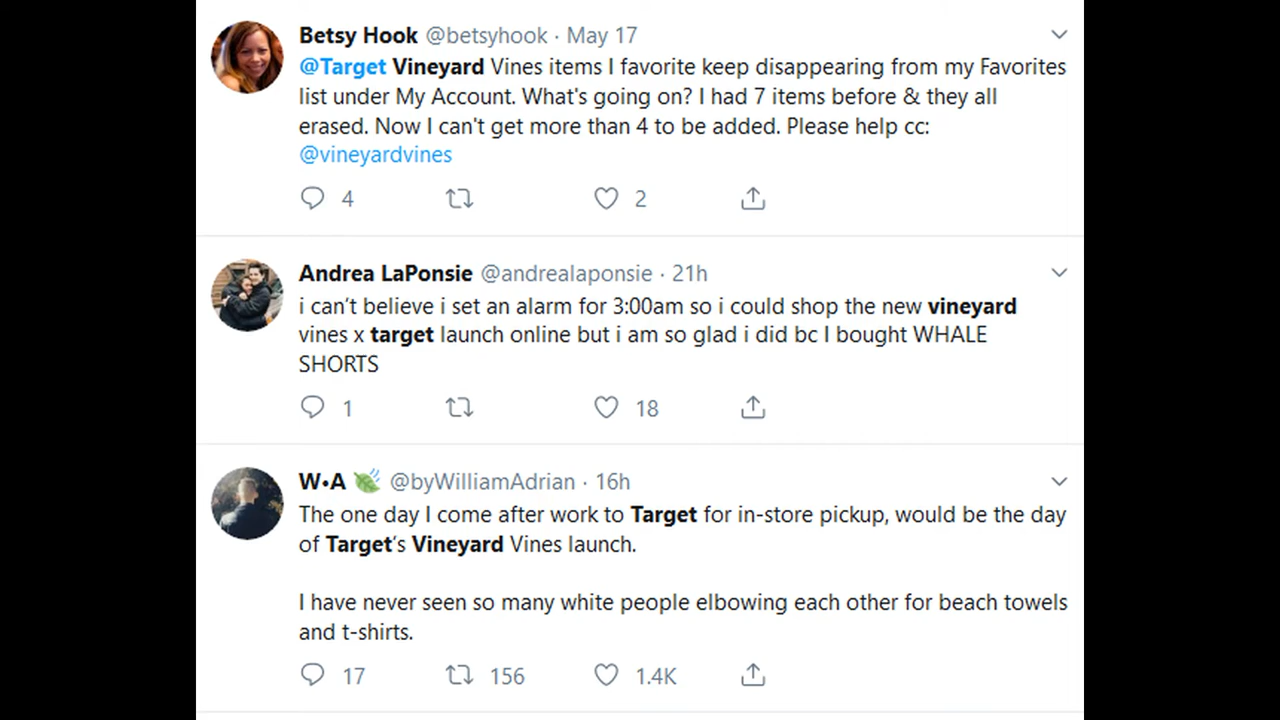 Betsy Hook @betsyhook · May 17
@Target Vineyard Vines items I favorite keep disappearing from my Favorites
list under My Account. What's going on? I had 7 items before & they all
erased. Now I can't get more than 4 to be added. Please help cc:
@vineyardvines
4 2
Andrea LaPonsie @andrealaponsie · 21h
i can't believe i set an alarm for 3:00am so i could shop the new vineyard
vines x target launch online but i am so glad i did bc I bought WHALE
SHORTS
1 18
W•A 🍃 @byWilliamAdrian · 16h
The one day I come after work to Target for in-store pickup, would be the day
of Target's Vineyard Vines launch.
I have never seen so many white people elbowing each other for beach towels
and t-shirts.
17 156 1.4K